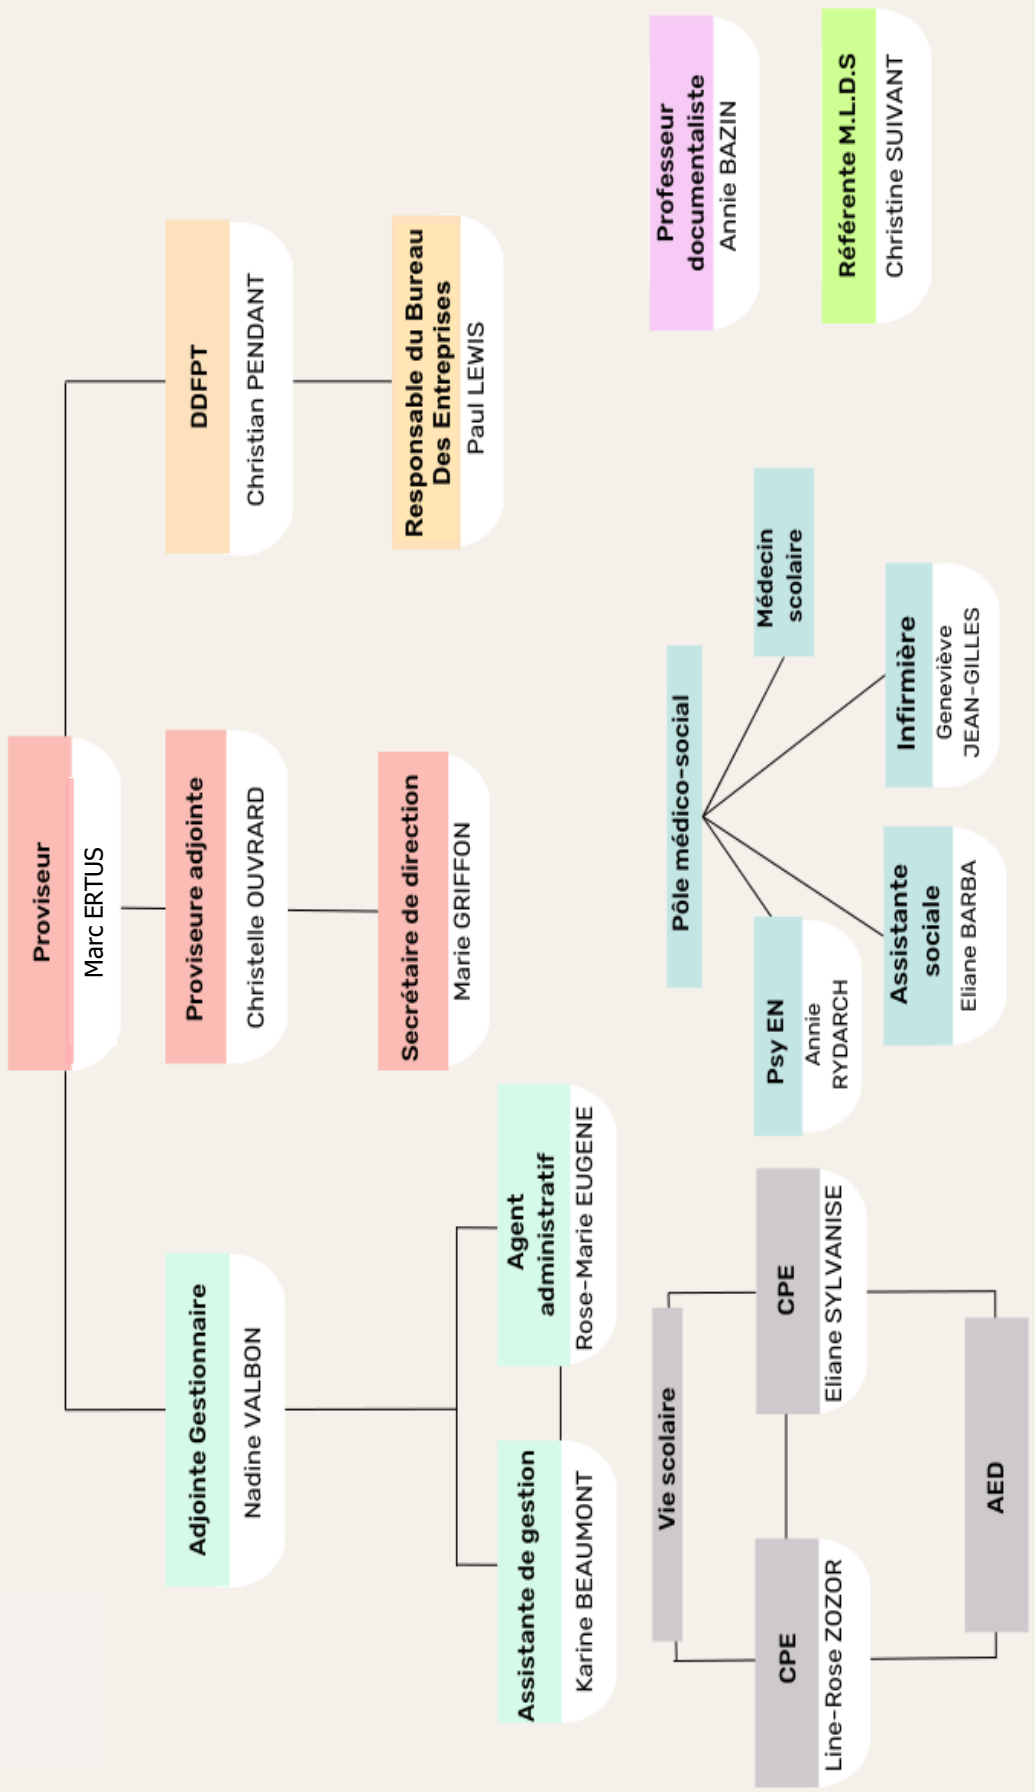 Proviseur
Marc ERTUS
Adjointe Gestionnaire
Nadine VALBON
Proviseure adjointe
Christelle OUVRARD
DDFPT
Christian PENDANT
Secrétaire de direction
Marie GRIFFON
Responsable du Bureau
Des Entreprises
Paul LEWIS
Assistante de gestion
Karine BEAUMONT
Agent
administratif
Rose-Marie EUGENE
Vie scolaire
CPE
Line-Rose ZOZOR
CPE
Eliane SYLVANISE
AED
Pôle médico-social
Psy EN
Annie
RYDARCH
Assistante
sociale
Eliane BARBA
Infirmière
Geneviève
JEAN-GILLES
Médecin
scolaire
Professeur
documentaliste
Annie BAZIN
Référente M.L.D.S
Christine SUIVANT